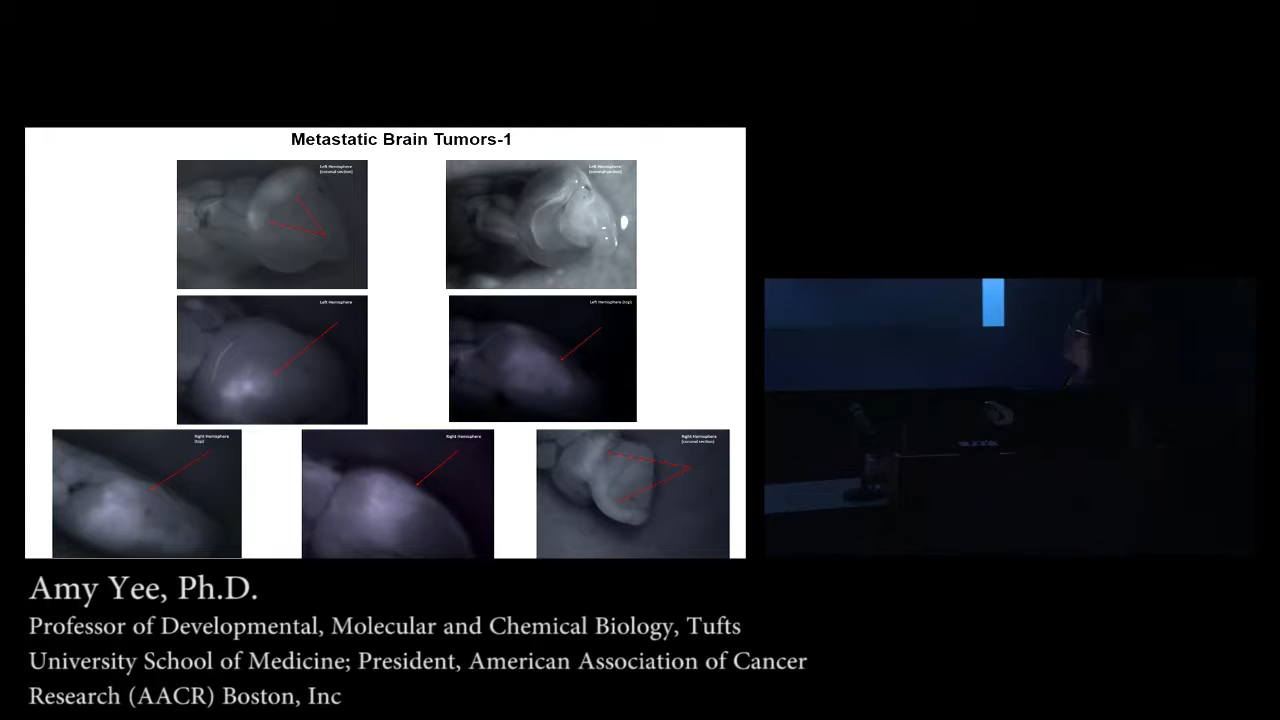 Metastatic Brain Tumors-1
Left Hemisphere
(coronal section)
Left Hemisphere
(coronal section)
Left Hemisphere
Left Hemisphere (top)
Right Hemisphere
(top)
Right Hemisphere
Right Hemisphere
(coronal section)
Amy Yee, Ph.D.
Professor of Developmental, Molecular and Chemical Biology, Tufts
University School of Medicine; President, American Association of Cancer
Research (AACR) Boston, Inc